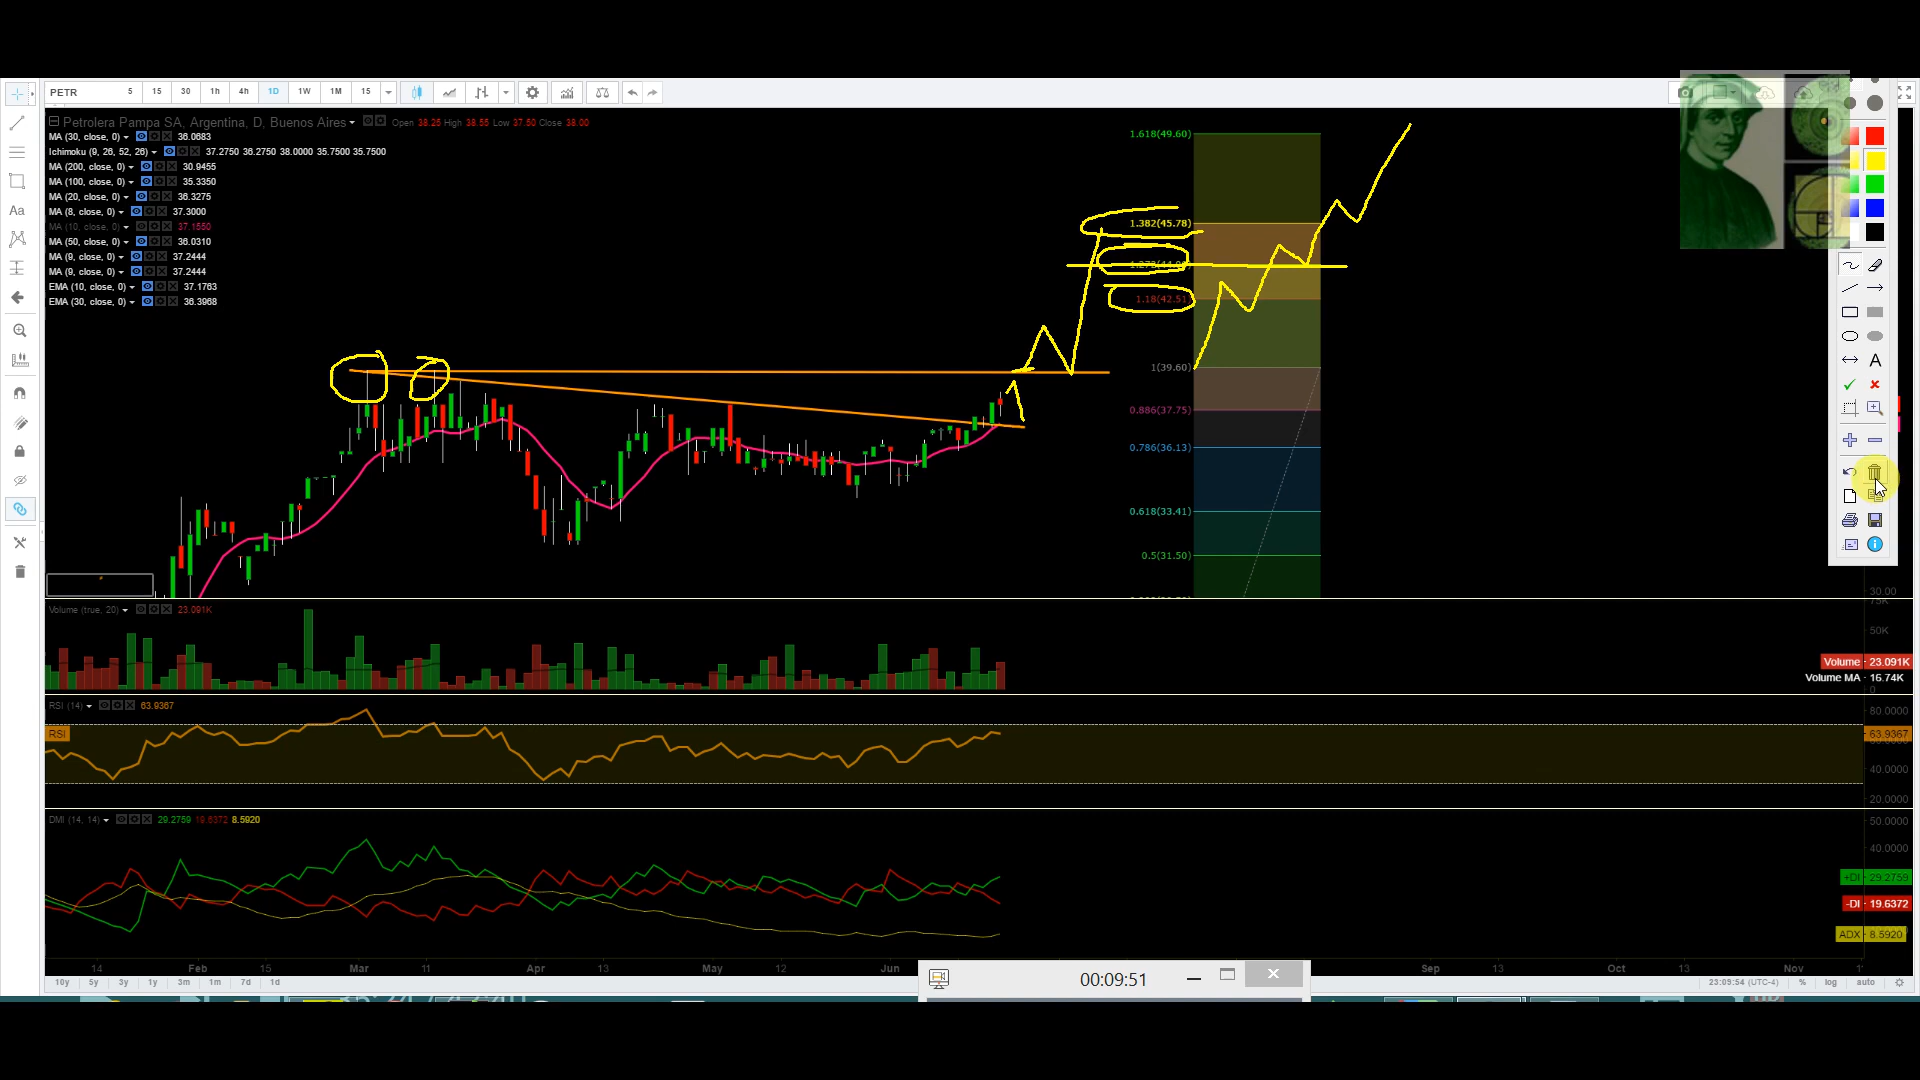 PETR 5 15 30 1h 4h 1D 1W 1M 15
Petrolera Pampa SA, Argentina, D, Buenos Aires Open 38.25 High 38.55 Low 37.50 Close 38.00
MA (30, close, 0) 36.0683
Ichimoku (9, 26, 52, 26) 37.2750 36.2750 38.0000 35.7500 35.7500
MA (200, close, 0) 30.9455
MA (100, close, 0) 35.3350
MA (20, close, 0) 36.3275
MA (8, close, 0) 37.3000
MA (10, close, 0) 37.1550
MA (50, close, 0) 36.0310
MA (9, close, 0) 37.2444
MA (9, close, 0) 37.2444
EMA (10, close, 0) 37.1763
EMA (30, close, 0) 36.3968
Aa
A
1.618(49.60)
1.382(45.78)
1.18(42.51)
1(39.60)
0.886(37.75)
0.786(36.13)
0.618(33.41)
0.5(31.50)
30.00
Volume (true, 20) 23.091K
75K
50K
Volume 23.091K
Volume MA 16.74K
0
RSI (14) 63.9367
80.0000
RSI
63.9367
40.0000
20.0000
DMI (14, 14) 29.2759 19.6372 8.5920
50.0000
40.0000
+DI 29.2759
-DI 19.6372
ADX 8.5920
14 Feb 15 Mar 11 Apr 13 May 12 Jun Sep 13 Oct 13 Nov
10y 5y 3y 1y 3m 1m 7d 1d
23:09:54 (UTC-4) % log auto
00:09:51